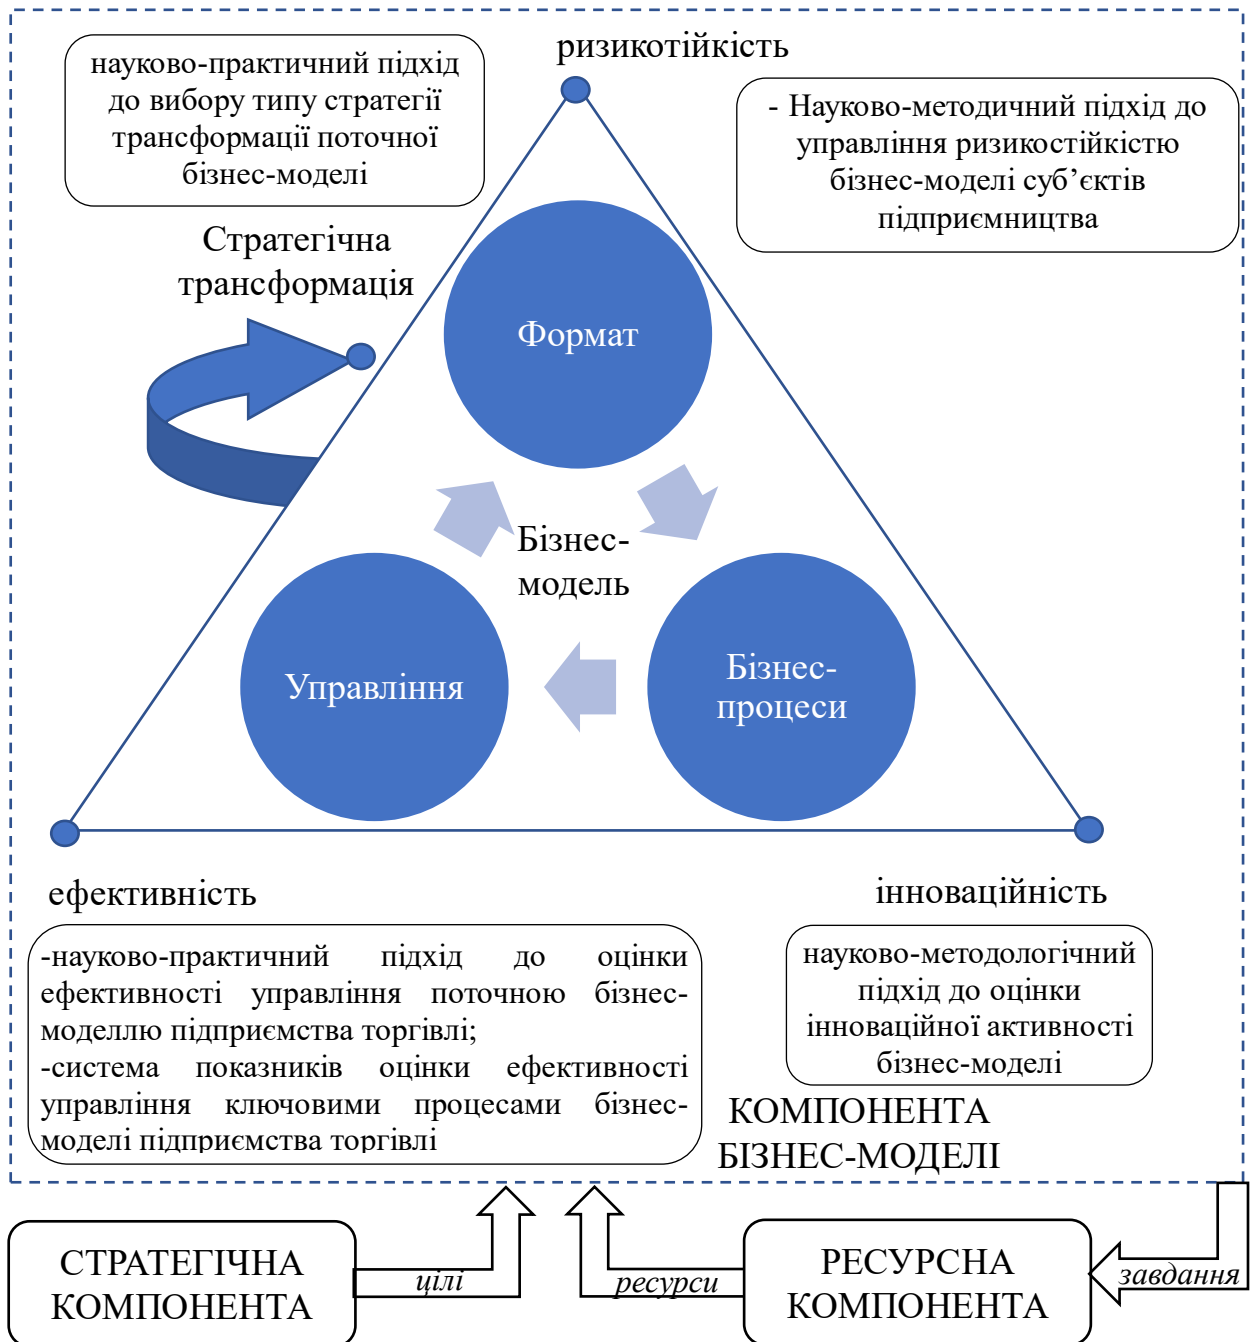 ризикотійкість
науково-практичний підхід
до вибору типу стратегії
трансформації поточної
бізнес-моделі
- Науково-методичний підхід до
управління ризикостійкістю
бізнес-моделі суб’єктів
підприємництва
Стратегічна
трансформація
Формат
Бізнес-
модель
Управління
Бізнес-
процеси
ефективність
інноваційність
-науково-практичний підхід до оцінки
ефективності управління поточною бізнес-
моделлю підприємства торгівлі;
-система показників оцінки ефективності
управління ключовими процесами бізнес-
моделі підприємства торгівлі
науково-методологічний
підхід до оцінки
інноваційної активності
бізнес-моделі
КОМПОНЕНТА
БІЗНЕС-МОДЕЛІ
СТРАТЕГІЧНА
КОМПОНЕНТА
цілі
ресурси
РЕСУРСНА
КОМПОНЕНТА
завдання